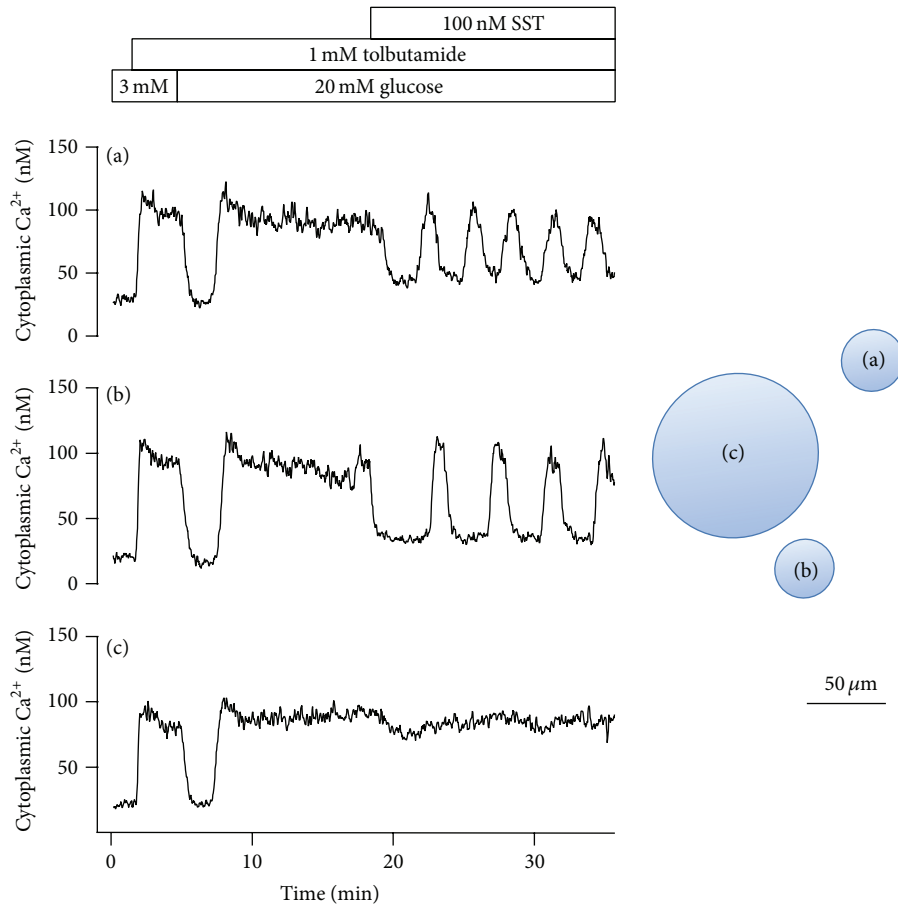 100 nM SST
1 mM tolbutamide
3 mM 20 mM glucose
150
100
50
0
Cytoplasmic Ca²⁺ (nM)
(a)
150
100
50
0
Cytoplasmic Ca²⁺ (nM)
(b)
150
100
50
Cytoplasmic Ca²⁺ (nM)
(c)
0 10 20 30
Time (min)
(a)
(c)
(b)
50 μm